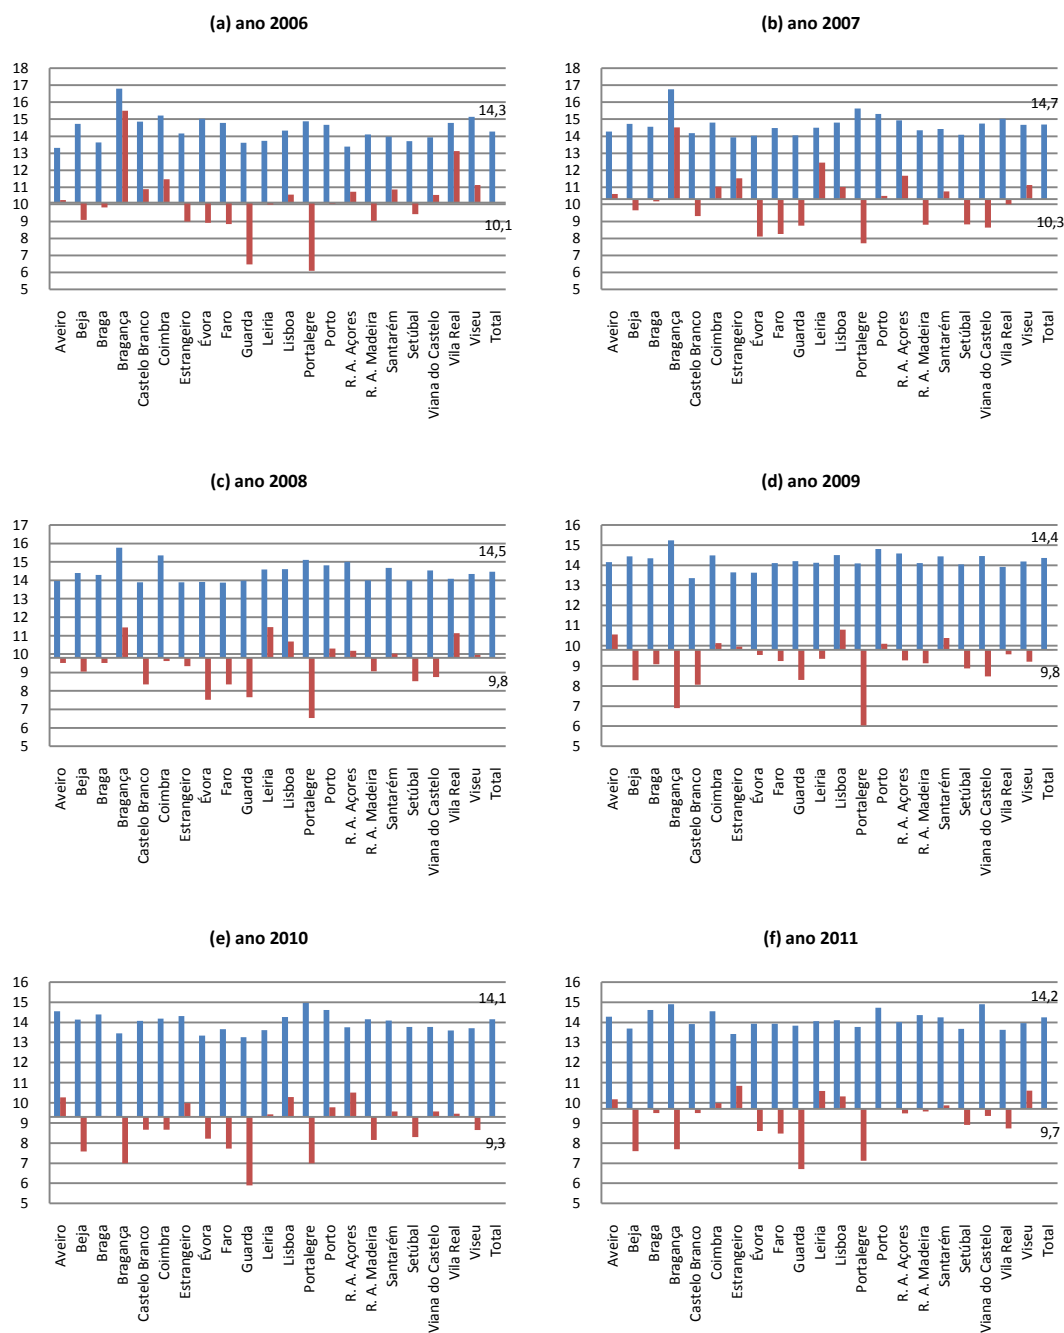 (a) ano 2006
18
17
16
15
14
13
12
11
10
9
8
7
6
5
14,3
10,1
Aveiro
Beja
Braga
Bragança
Castelo Branco
Coimbra
Estrangeiro
Évora
Faro
Guarda
Leiria
Lisboa
Portalegre
Porto
R. A. Açores
R. A. Madeira
Santarém
Setúbal
Viana do Castelo
Vila Real
Viseu
Total
(b) ano 2007
18
17
16
15
14
13
12
11
10
9
8
7
6
5
14,7
10,3
Aveiro
Beja
Braga
Bragança
Castelo Branco
Coimbra
Estrangeiro
Évora
Faro
Guarda
Leiria
Lisboa
Portalegre
Porto
R. A. Açores
R. A. Madeira
Santarém
Setúbal
Viana do Castelo
Vila Real
Viseu
Total
(c) ano 2008
17
16
15
14
13
12
11
10
9
8
7
6
5
14,5
9,8
Aveiro
Beja
Braga
Bragança
Castelo Branco
Coimbra
Estrangeiro
Évora
Faro
Guarda
Leiria
Lisboa
Portalegre
Porto
R. A. Açores
R. A. Madeira
Santarém
Setúbal
Viana do Castelo
Vila Real
Viseu
Total
(d) ano 2009
16
15
14
13
12
11
10
9
8
7
6
5
14,4
9,8
Aveiro
Beja
Braga
Bragança
Castelo Branco
Coimbra
Estrangeiro
Évora
Faro
Guarda
Leiria
Lisboa
Portalegre
Porto
R. A. Açores
R. A. Madeira
Santarém
Setúbal
Viana do Castelo
Vila Real
Viseu
Total
(e) ano 2010
16
15
14
13
12
11
10
9
8
7
6
5
14,1
9,3
Aveiro
Beja
Braga
Bragança
Castelo Branco
Coimbra
Estrangeiro
Évora
Faro
Guarda
Leiria
Lisboa
Portalegre
Porto
R. A. Açores
R. A. Madeira
Santarém
Setúbal
Viana do Castelo
Vila Real
Viseu
Total
(f) ano 2011
16
15
14
13
12
11
10
9
8
7
6
5
14,2
9,7
Aveiro
Beja
Braga
Bragança
Castelo Branco
Coimbra
Estrangeiro
Évora
Faro
Guarda
Leiria
Lisboa
Portalegre
Porto
R. A. Açores
R. A. Madeira
Santarém
Setúbal
Viana do Castelo
Vila Real
Viseu
Total